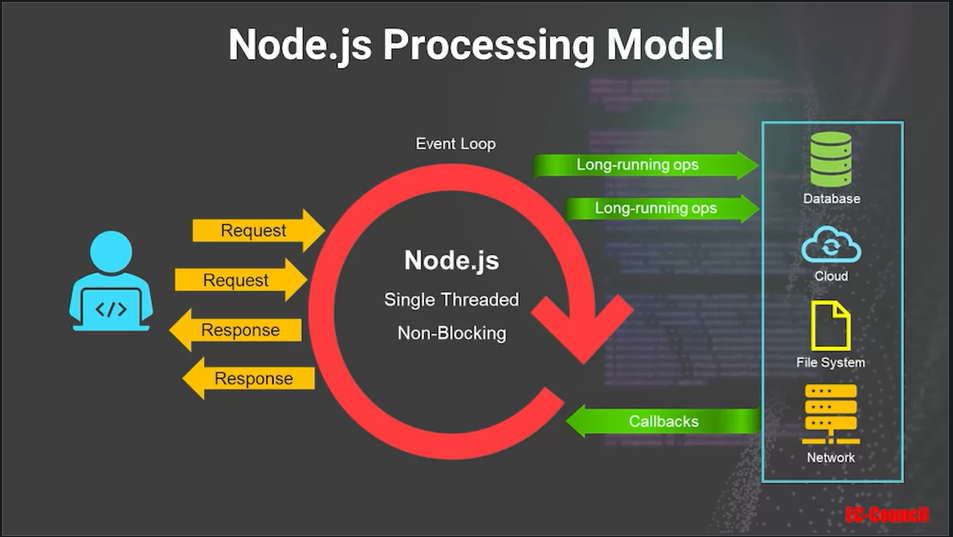 Node.js Processing Model
Event Loop
Long-running ops
Long-running ops
Database
Request
Request
Response
Response
Node.js
Single Threaded
Non-Blocking
Cloud
File System
Callbacks
Network
</>
EC-Council